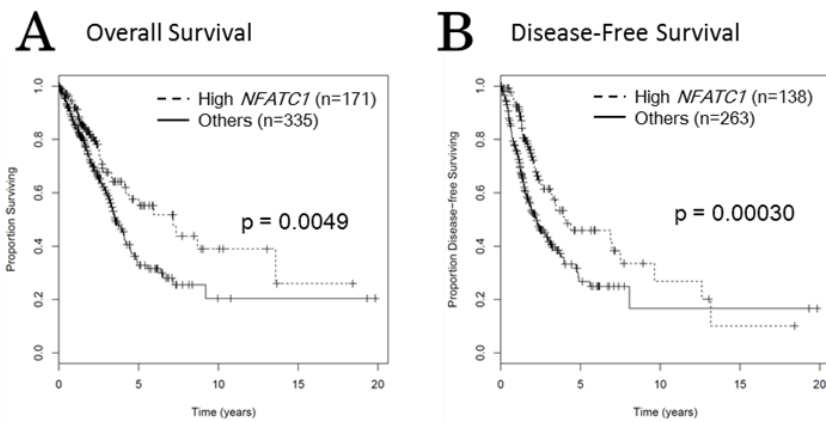 A Overall Survival
Proportion Surviving
1.0
0.8
0.6
0.4
0.2
0.0
High NFATC1 (n=171)
Others (n=335)
p = 0.0049
0 5 10 15 20
Time (years)
B Disease-Free Survival
Proportion Disease-free Surviving
1.0
0.8
0.6
0.4
0.2
0.0
High NFATC1 (n=138)
Others (n=263)
p = 0.00030
0 5 10 15 20
Time (years)